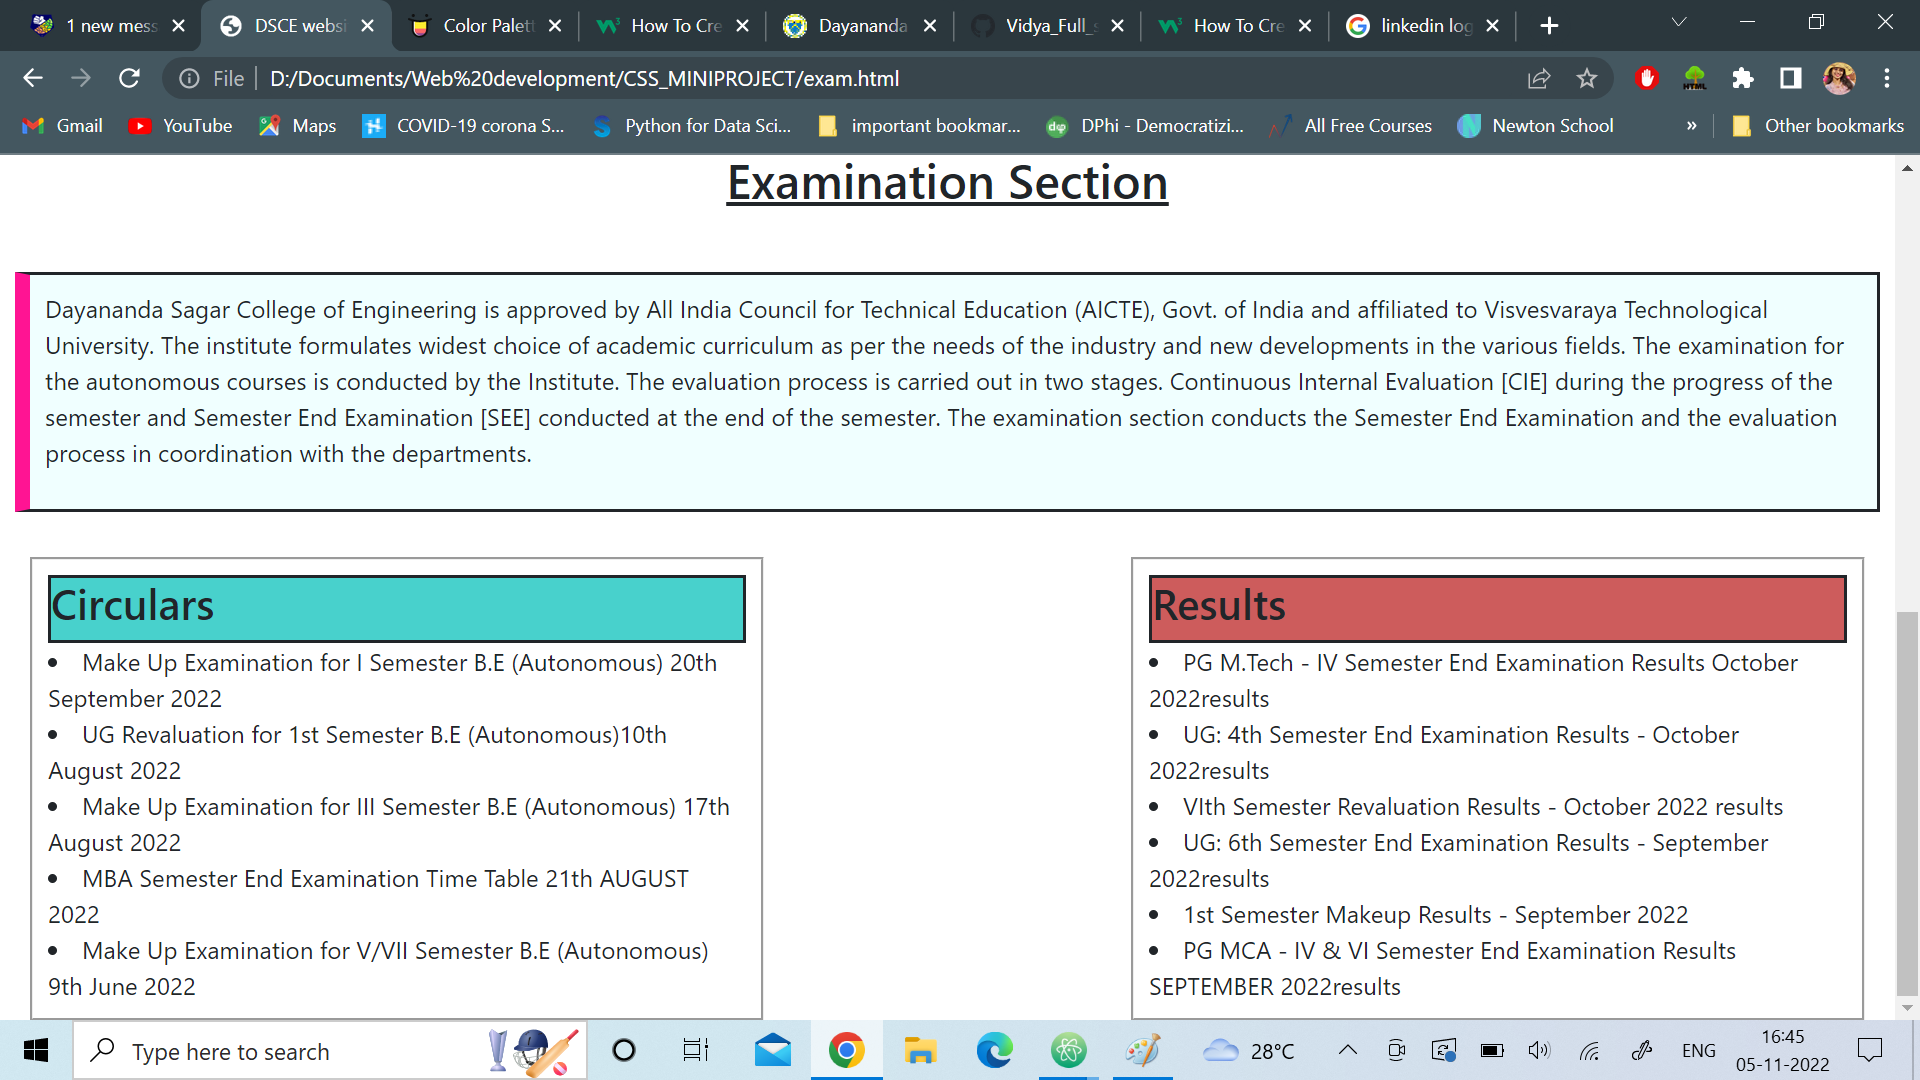 1 new mess
DSCE websi
Color Palett
How To Cre
Dayananda
Vidya_Full_s
How To Cre
linkedin log
File
D:/Documents/Web%20development/CSS_MINIPROJECT/exam.html
Gmail
YouTube
Maps
COVID-19 corona S...
Python for Data Sci...
important bookmar...
DPhi - Democratizi...
All Free Courses
Newton School
»
Other bookmarks
Examination Section
Dayananda Sagar College of Engineering is approved by All India Council for Technical Education (AICTE), Govt. of India and affiliated to Visvesvaraya Technological
University. The institute formulates widest choice of academic curriculum as per the needs of the industry and new developments in the various fields. The examination for
the autonomous courses is conducted by the Institute. The evaluation process is carried out in two stages. Continuous Internal Evaluation [CIE] during the progress of the
semester and Semester End Examination [SEE] conducted at the end of the semester. The examination section conducts the Semester End Examination and the evaluation
process in coordination with the departments.
Circulars
• Make Up Examination for I Semester B.E (Autonomous) 20th
September 2022
• UG Revaluation for 1st Semester B.E (Autonomous)10th
August 2022
• Make Up Examination for III Semester B.E (Autonomous) 17th
August 2022
• MBA Semester End Examination Time Table 21th AUGUST
2022
• Make Up Examination for V/VII Semester B.E (Autonomous)
9th June 2022
Results
• PG M.Tech - IV Semester End Examination Results October
2022results
• UG: 4th Semester End Examination Results - October
2022results
• VIth Semester Revaluation Results - October 2022 results
• UG: 6th Semester End Examination Results - September
2022results
• 1st Semester Makeup Results - September 2022
• PG MCA - IV & VI Semester End Examination Results
SEPTEMBER 2022results
Type here to search
28°C
ENG
16:45
05-11-2022